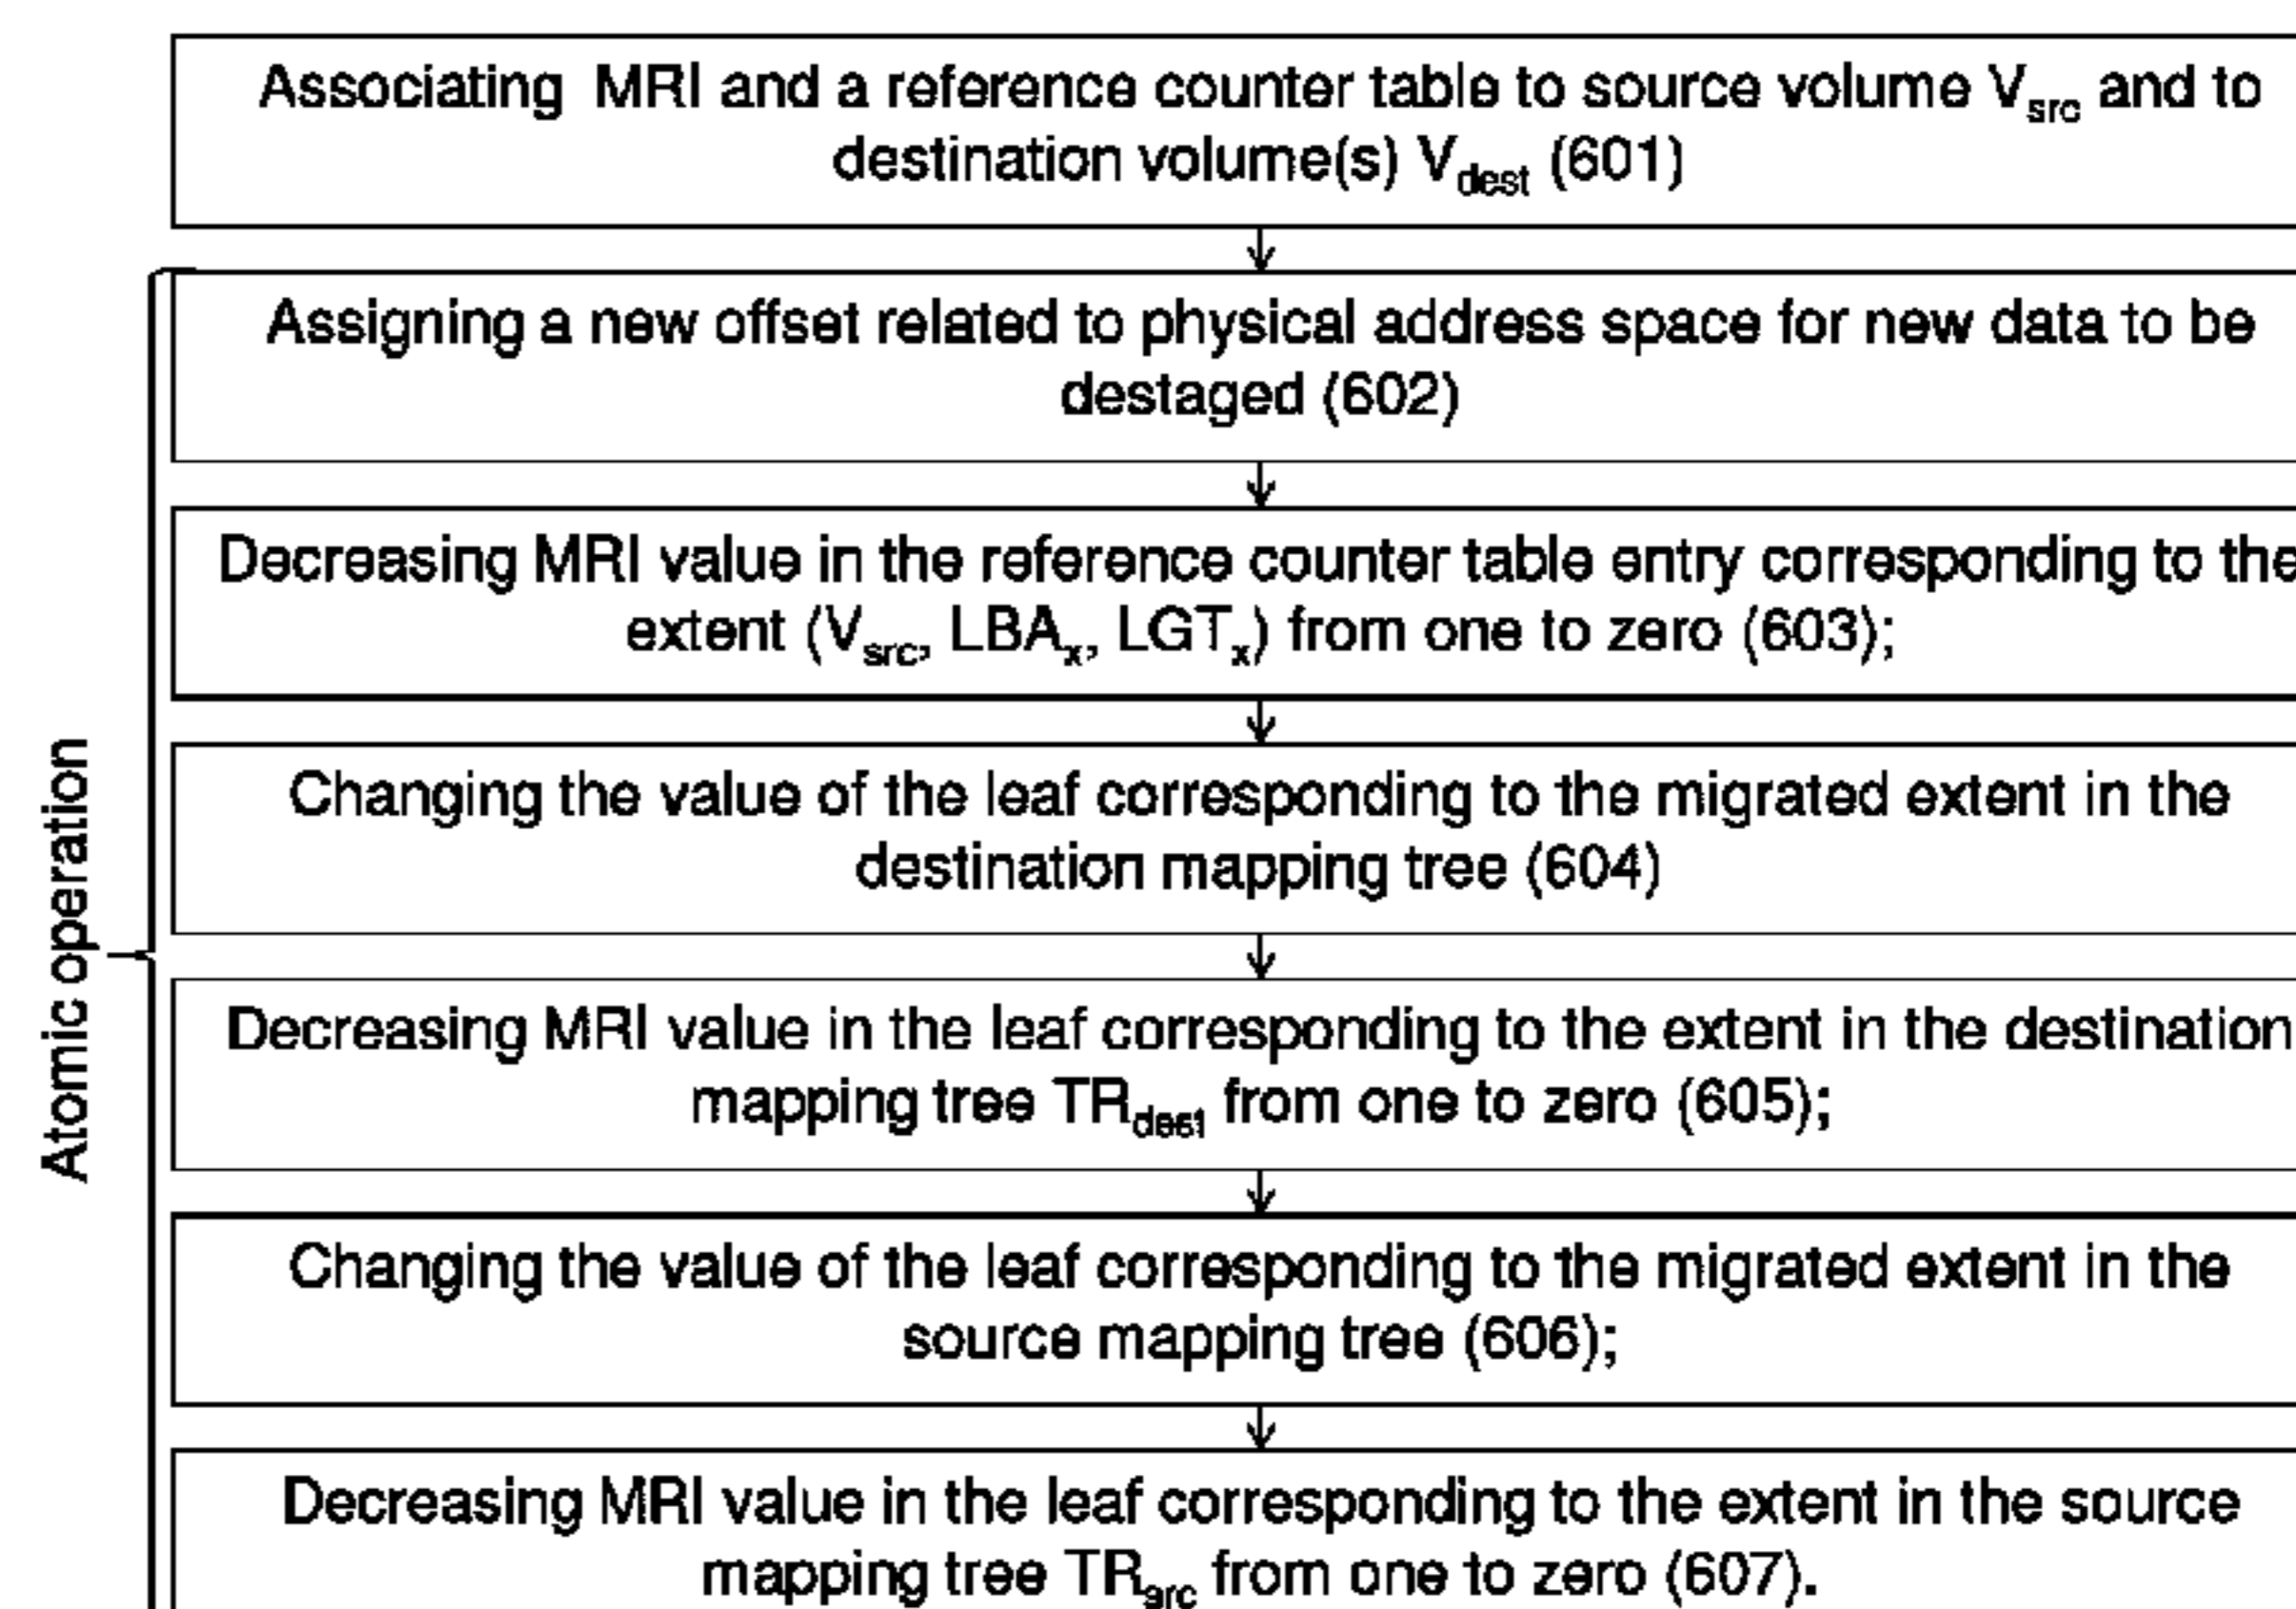 Associating MRI and a reference counter table to source volume Vsrc and to
destination volume(s) Vdest (601)
Assigning a new offset related to physical address space for new data to be
destaged (602)
Decreasing MRI value in the reference counter table entry corresponding to the
extent (Vsrc, LBAx, LGTx) from one to zero (603);
Changing the value of the leaf corresponding to the migrated extent in the
destination mapping tree (604)
Decreasing MRI value in the leaf corresponding to the extent in the destination
mapping tree TRdest from one to zero (605);
Changing the value of the leaf corresponding to the migrated extent in the
source mapping tree (606);
Decreasing MRI value in the leaf corresponding to the extent in the source
mapping tree TRsrc from one to zero (607).
Atomic operation